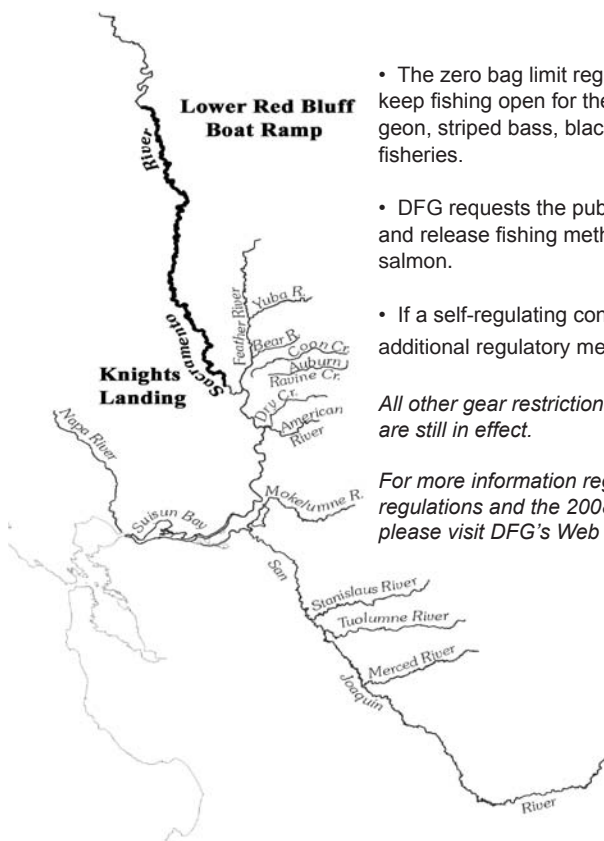 Lower Red Bluff
Boat Ramp
River
Sacramento
Knights
Landing
Feather River
Yuba R.
Bear R.
Coon Cr.
Auburn
Ravine Cr.
Dry Cr.
American
River
Napa River
Suisun Bay
Mokelumne R.
San
Joaquin
River
Stanislaus River
Tuolumne River
Merced River
• The zero bag limit reg
keep fishing open for the
geon, striped bass, blac
fisheries.
• DFG requests the pub
and release fishing meth
salmon.
• If a self-regulating con
additional regulatory me
All other gear restriction
are still in effect.
For more information reg
regulations and the 2008
please visit DFG's Web